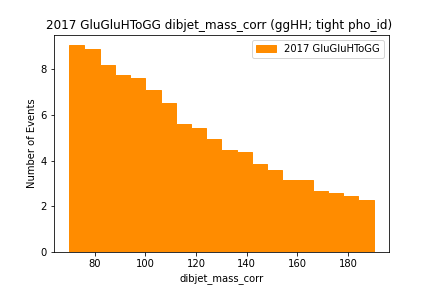 2017 GluGluHToGG dibjet_mass_corr (ggHH; tight pho_id)
2017 GluGluHToGG
Number of Events
8
6
4
2
0
80 100 120 140 160 180
dibjet_mass_corr